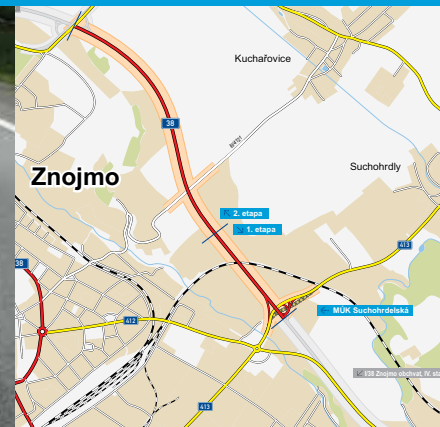 Kuchařovice
38
Suchohrdly
Znojmo
2. etapa
1. etapa
413
38
MÚK Suchohrdelská
412
I/38 Znojmo obchvat, IV. sta
413